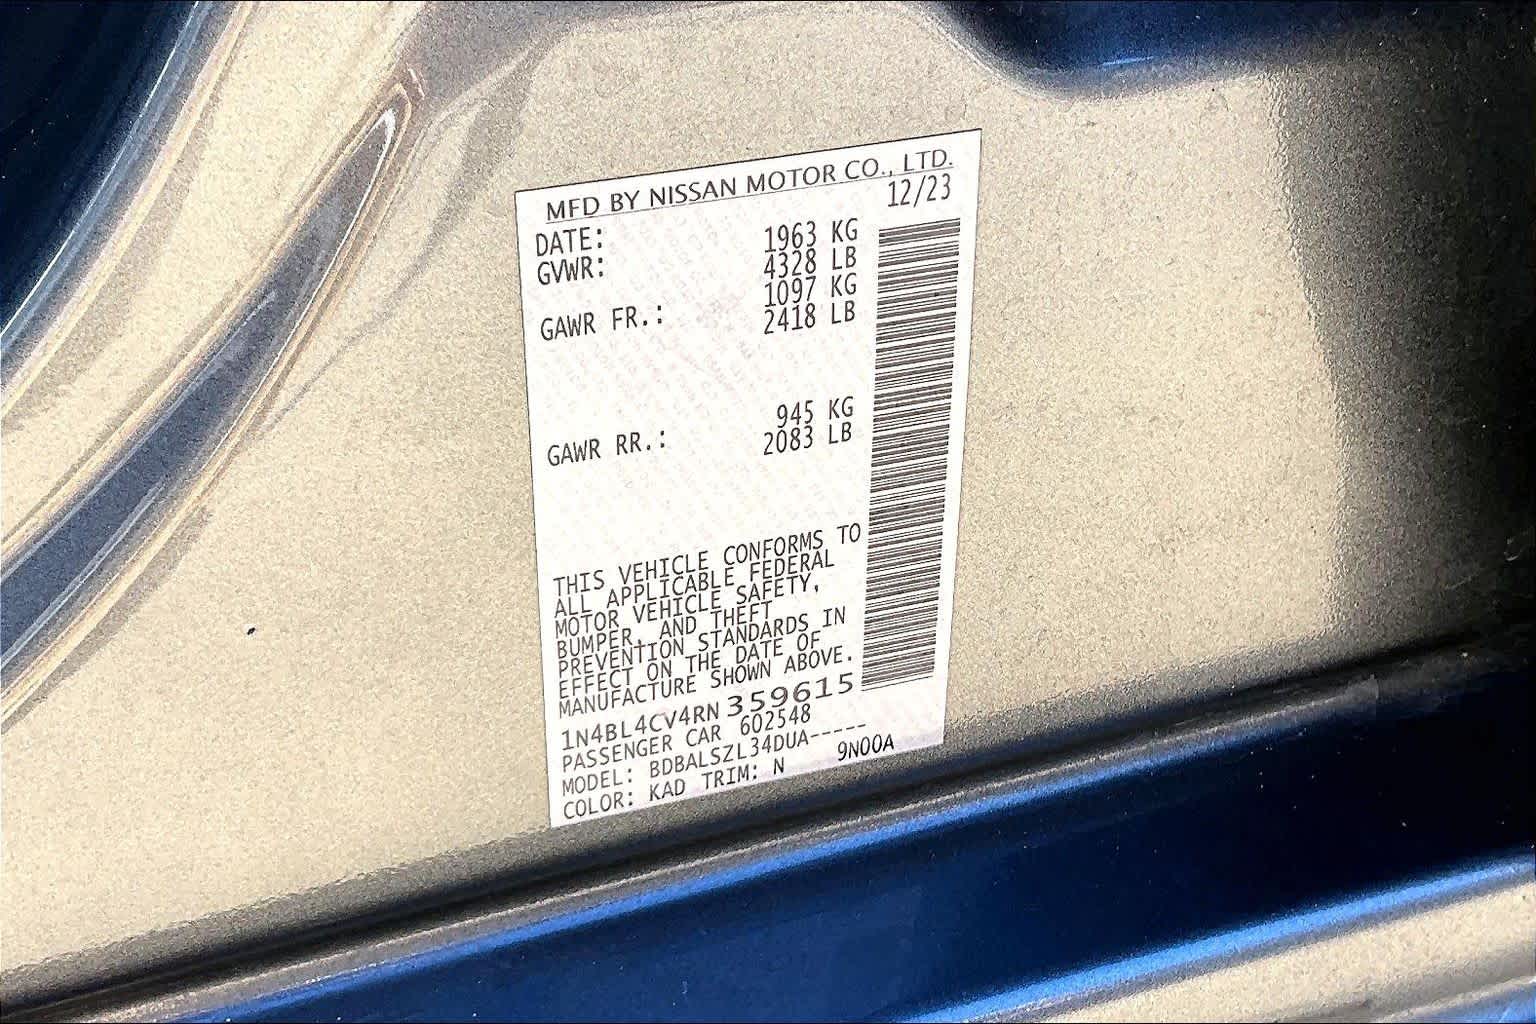 MFD BY NISSAN MOTOR CO., LTD.
DATE: 12/23
GVWR: 1963 KG
4328 LB
GAWR FR.: 1097 KG
2418 LB
GAWR RR.: 945 KG
2083 LB
THIS VEHICLE CONFORMS TO
ALL APPLICABLE FEDERAL
MOTOR VEHICLE SAFETY,
BUMPER, AND THEFT
PREVENTION STANDARDS IN
EFFECT ON THE DATE OF
MANUFACTURE SHOWN ABOVE.
1N4BL4CV4RN359615
PASSENGER CAR 602548
MODEL: BDBALSZL34DUA-----
COLOR: KAD TRIM: N 9N00A